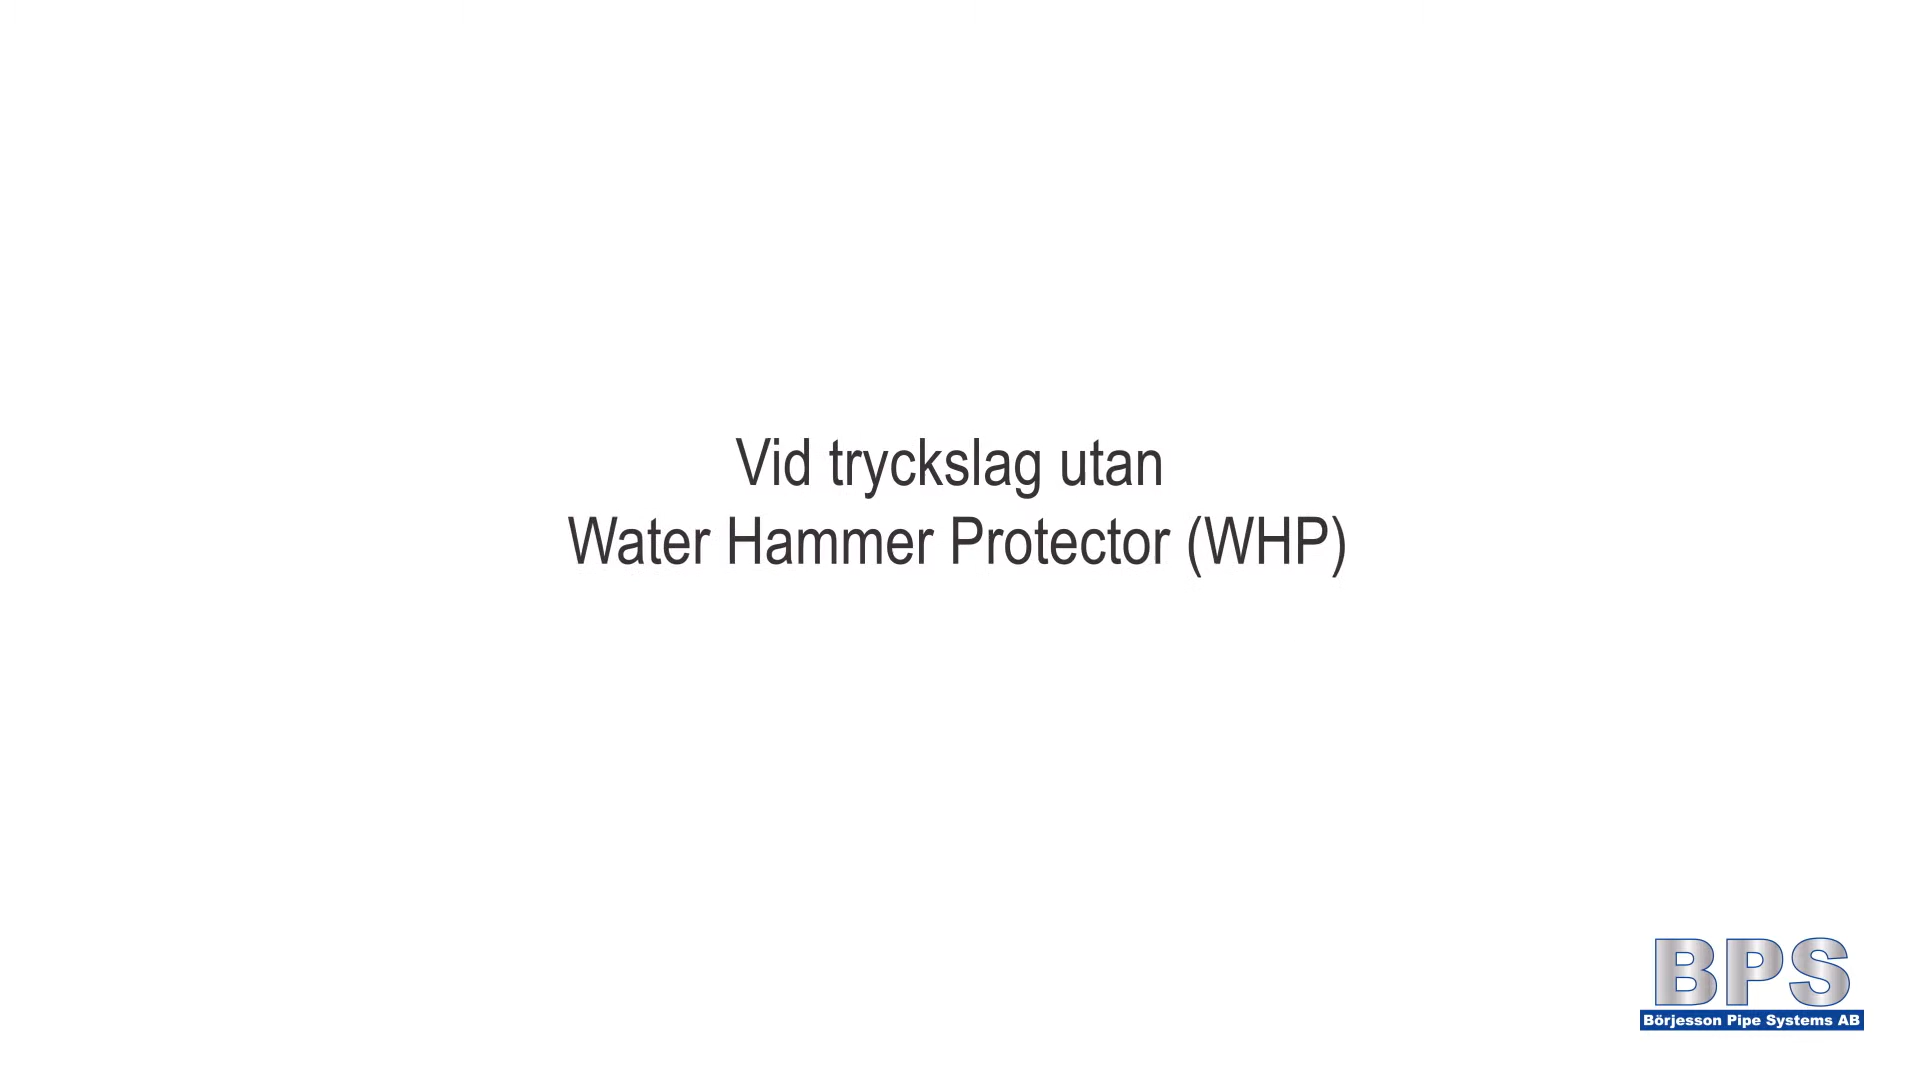 Vid tryckslag utan
Water Hammer Protector (WHP)
BPS
Börjesson Pipe Systems AB